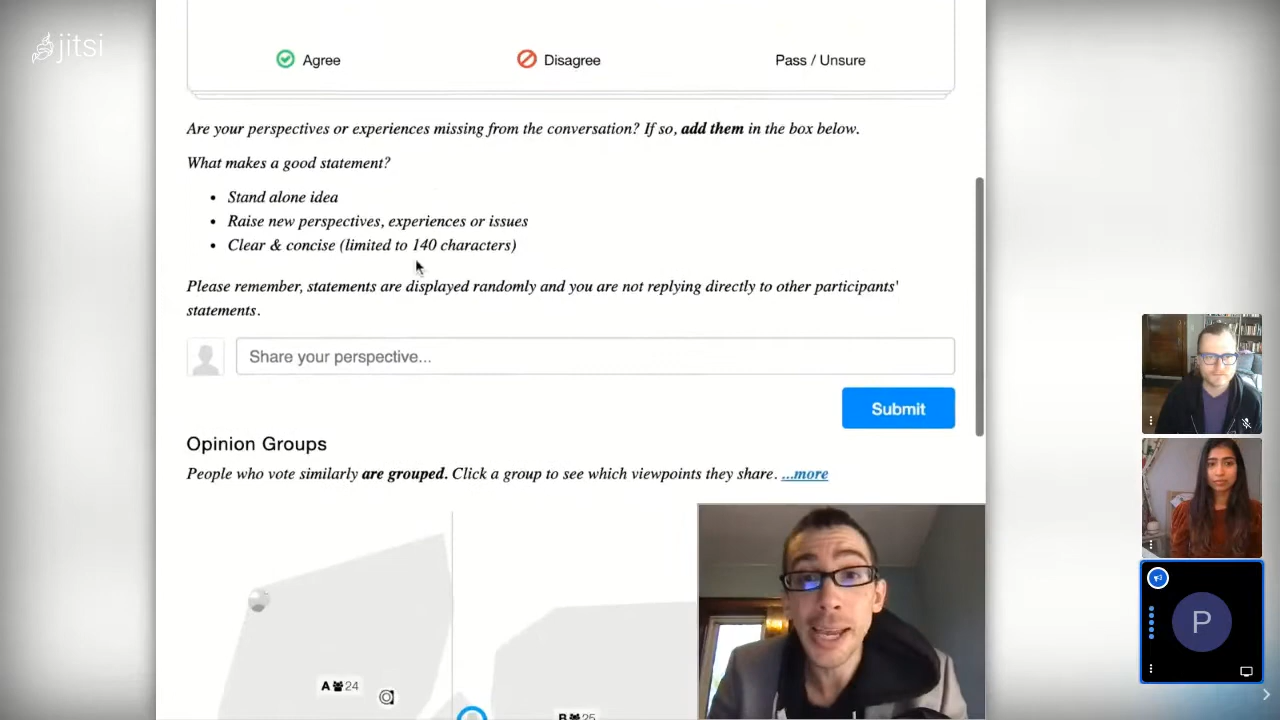 jitsi
Agree
Disagree
Pass / Unsure
Are your perspectives or experiences missing from the conversation? If so, add them in the box below.
What makes a good statement?
• Stand alone idea
• Raise new perspectives, experiences or issues
• Clear & concise (limited to 140 characters)
Please remember, statements are displayed randomly and you are not replying directly to other participants'
statements.
Share your perspective...
Submit
Opinion Groups
People who vote similarly are grouped. Click a group to see which viewpoints they share. ...more
A 24
B 25
P